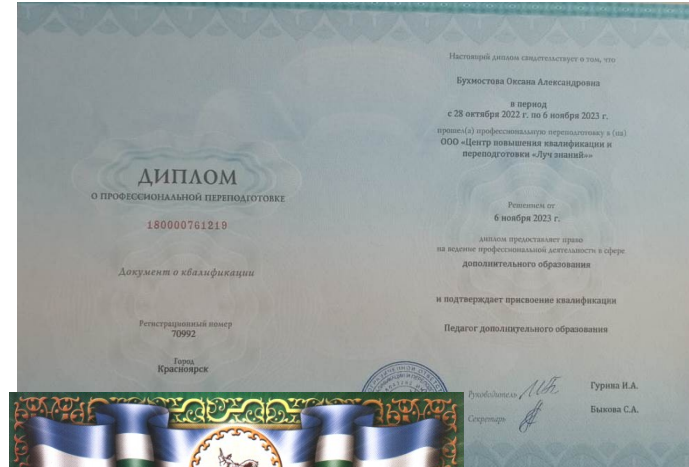 ДИПЛОМ
О ПРОФЕССИОНАЛЬНОЙ ПЕРЕПОДГОТОВКЕ
180000761219
Документ о квалификации
Регистрационный номер
70992
Город
Красноярск
Настоящий диплом свидетельствует о том, что
Бухмостова Оксана Александровна
в период
с 28 октября 2022 г. по 6 ноября 2023 г.
прошел(а) профессиональную переподготовку в (на)
ООО «Центр повышения квалификации и
переподготовки «Луч знаний»»
Решением от
6 ноября 2023 г.
диплом предоставляет право
на ведение профессиональной деятельности в сфере
дополнительного образования
и подтверждает присвоение квалификации
Педагог дополнительного образования
Руководитель
Гурина И.А.
Секретарь
Быкова С.А.